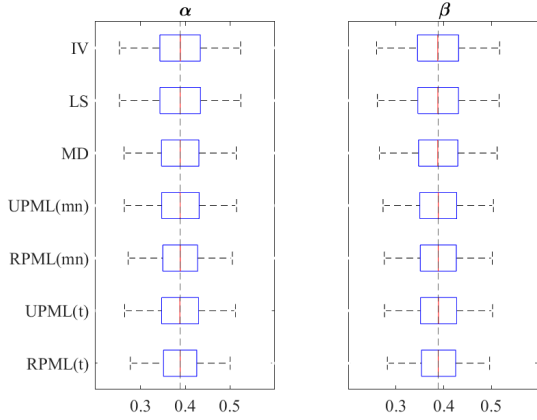 α β
IV
LS
MD
UPML(mn)
RPML(mn)
UPML(t)
RPML(t)
0.3 0.4 0.5 0.3 0.4 0.5